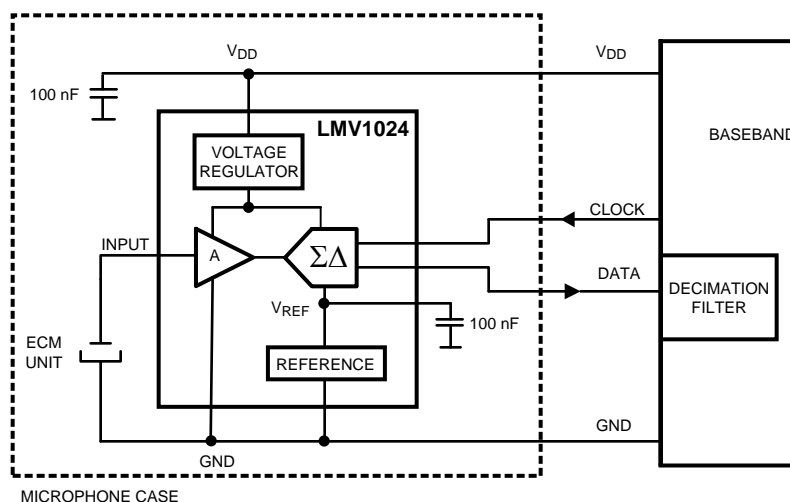 VDD
VDD
100 nF
LMV1024
BASEBAND
VOLTAGE
REGULATOR
CLOCK
INPUT
A
ΣΔ
DATA
DECIMATION
FILTER
VREF
100 nF
ECM
UNIT
REFERENCE
GND
GND
MICROPHONE CASE